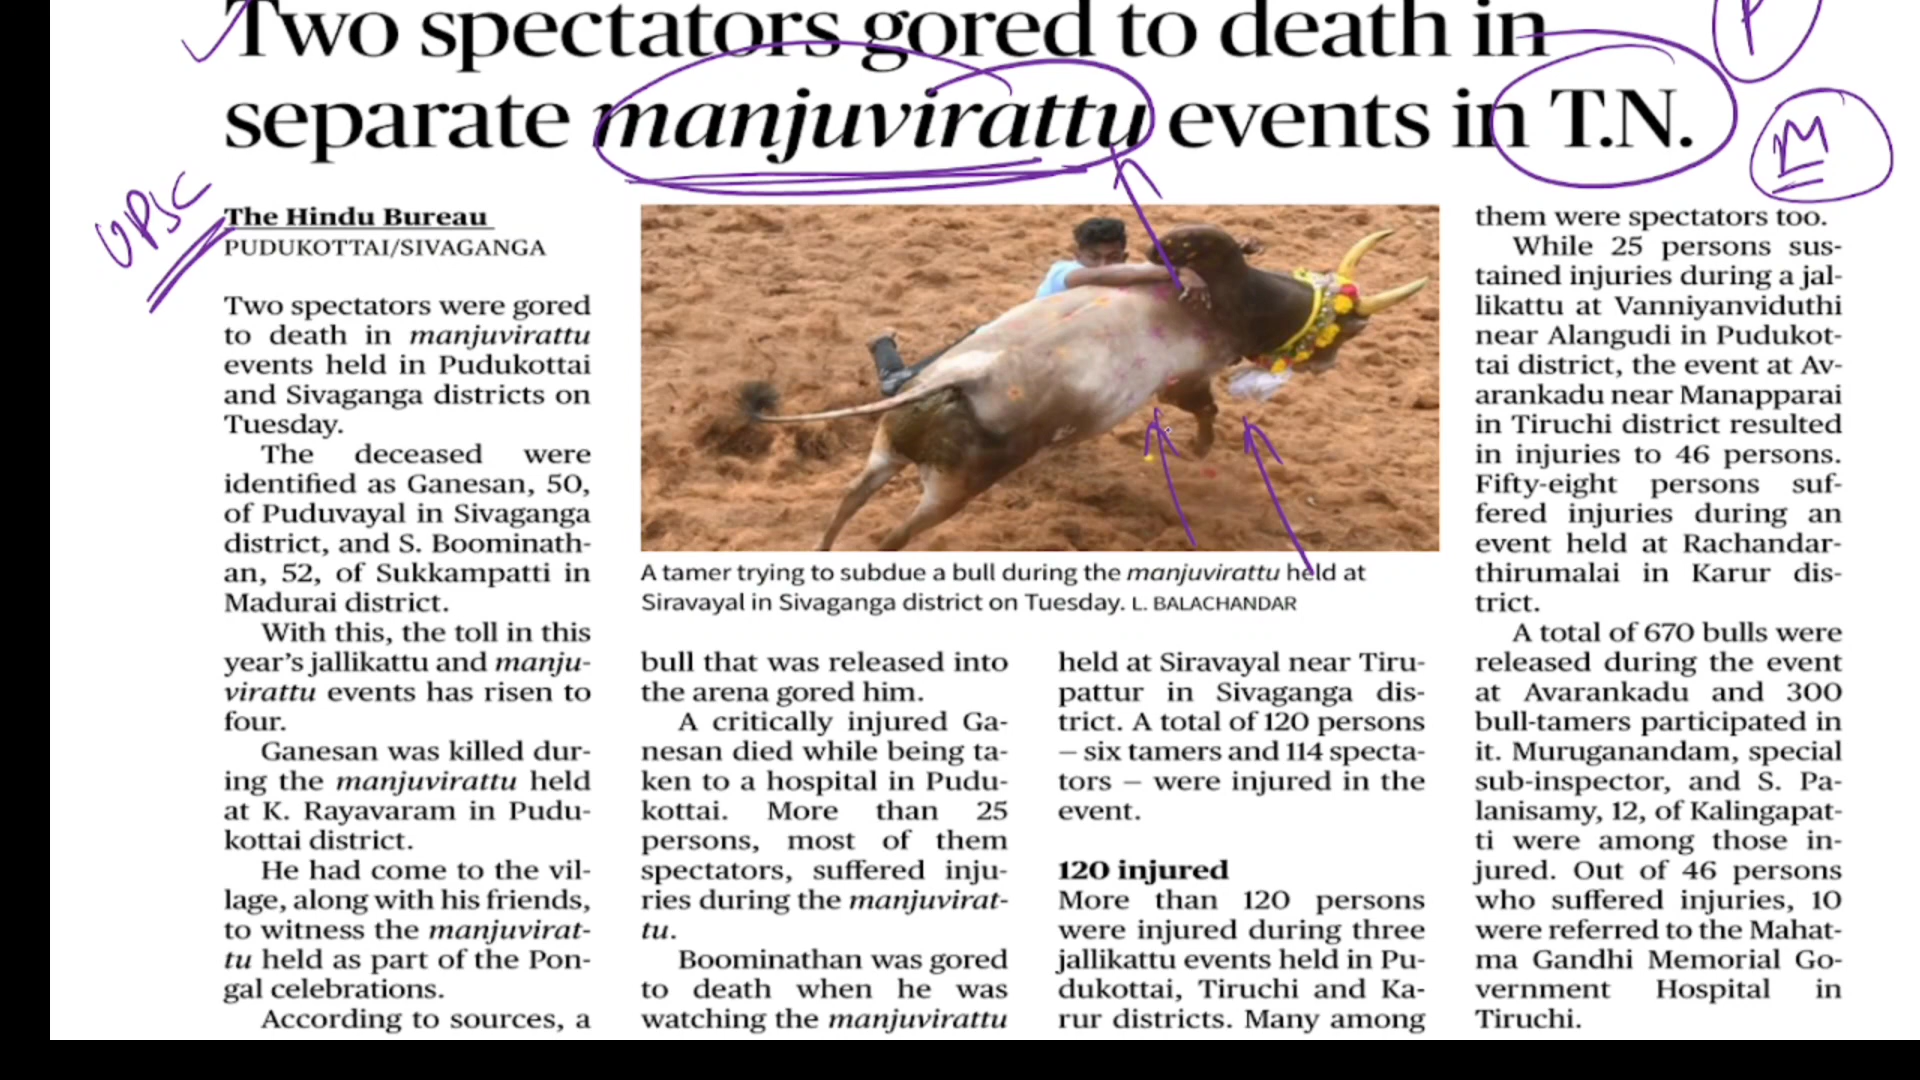 Two spectators gored to death in
separate manjuvirattu events in T.N.
P
M
UPSC
The Hindu Bureau
PUDUKOTTAI/SIVAGANGA
Two spectators were gored
to death in manjuvirattu
events held in Pudukottai
and Sivaganga districts on
Tuesday.
The deceased were
identified as Ganesan, 50,
of Puduvayal in Sivaganga
district, and S. Boominath-
an, 52, of Sukkampatti in
Madurai district.
With this, the toll in this
year's jallikattu and manju-
virattu events has risen to
four.
Ganesan was killed dur-
ing the manjuvirattu held
at K. Rayavaram in Pudu-
kottai district.
He had come to the vil-
lage, along with his friends,
to witness the manjuvirat-
tu held as part of the Pon-
gal celebrations.
According to sources, a
A tamer trying to subdue a bull during the manjuvirattu held at
Siravayal in Sivaganga district on Tuesday. L. BALACHANDAR
bull that was released into
the arena gored him.
A critically injured Ga-
nesan died while being ta-
ken to a hospital in Pudu-
kottai. More than 25
persons, most of them
spectators, suffered inju-
ries during the manjuvirat-
tu.
Boominathan was gored
to death when he was
watching the manjuvirattu
held at Siravayal near Tiru-
pattur in Sivaganga dis-
trict. A total of 120 persons
– six tamers and 114 specta-
tors – were injured in the
event.
120 injured
More than 120 persons
were injured during three
jallikattu events held in Pu-
dukottai, Tiruchi and Ka-
rur districts. Many among
them were spectators too.
While 25 persons sus-
tained injuries during a jal-
likattu at Vanniyanviduthi
near Alangudi in Pudukot-
tai district, the event at Av-
arankadu near Manapparai
in Tiruchi district resulted
in injuries to 46 persons.
Fifty-eight persons suf-
fered injuries during an
event held at Rachandar-
thirumalai in Karur dis-
trict.
A total of 670 bulls were
released during the event
at Avarankadu and 300
bull-tamers participated in
it. Muruganandam, special
sub-inspector, and S. Pa-
lanisamy, 12, of Kalingapat-
ti were among those in-
jured. Out of 46 persons
who suffered injuries, 10
were referred to the Mahat-
ma Gandhi Memorial Go-
vernment Hospital in
Tiruchi.